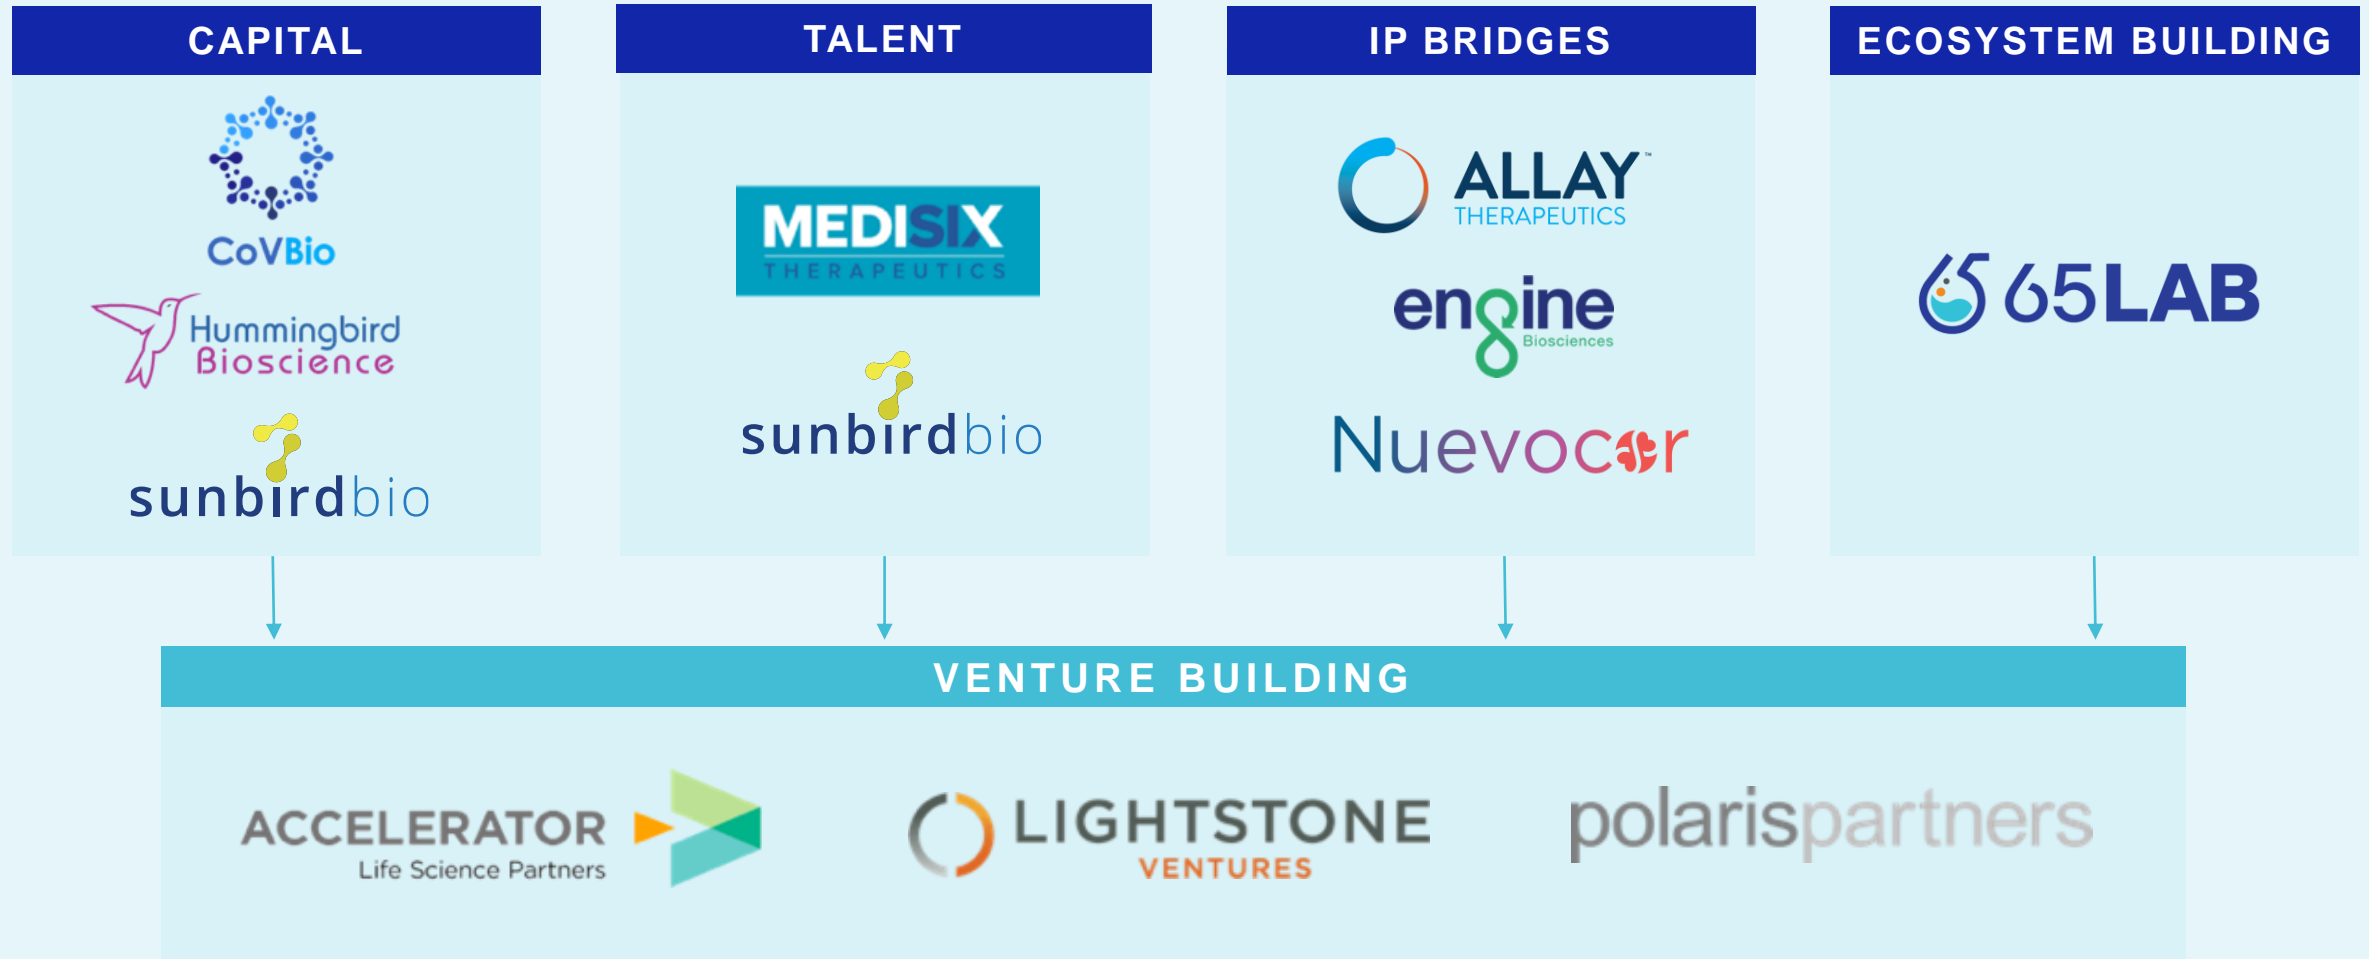 CAPITAL
CoVBio
Hummingbird
Bioscience
sunbirdbio
TALENT
MEDISIX
THERAPEUTICS
sunbirdbio
IP BRIDGES
ALLAY™
THERAPEUTICS
engine
Biosciences
Nuevocor
ECOSYSTEM BUILDING
65LAB
VENTURE BUILDING
ACCELERATOR
Life Science Partners
LIGHTSTONE
VENTURES
polarispartners